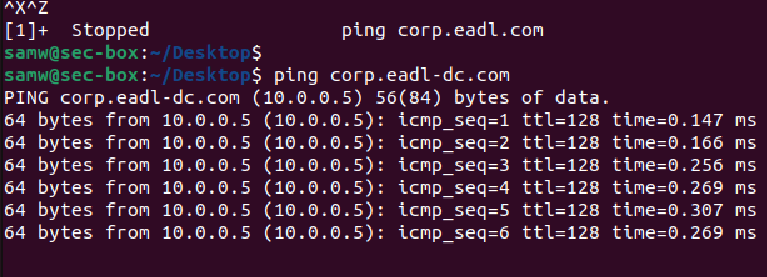 ^X^Z
[1]+  Stopped                 ping corp.eadl.com
samw@sec-box:~/Desktop$
samw@sec-box:~/Desktop$ ping corp.eadl-dc.com
PING corp.eadl-dc.com (10.0.0.5) 56(84) bytes of data.
64 bytes from 10.0.0.5 (10.0.0.5): icmp_seq=1 ttl=128 time=0.147 ms
64 bytes from 10.0.0.5 (10.0.0.5): icmp_seq=2 ttl=128 time=0.166 ms
64 bytes from 10.0.0.5 (10.0.0.5): icmp_seq=3 ttl=128 time=0.256 ms
64 bytes from 10.0.0.5 (10.0.0.5): icmp_seq=4 ttl=128 time=0.269 ms
64 bytes from 10.0.0.5 (10.0.0.5): icmp_seq=5 ttl=128 time=0.307 ms
64 bytes from 10.0.0.5 (10.0.0.5): icmp_seq=6 ttl=128 time=0.269 ms